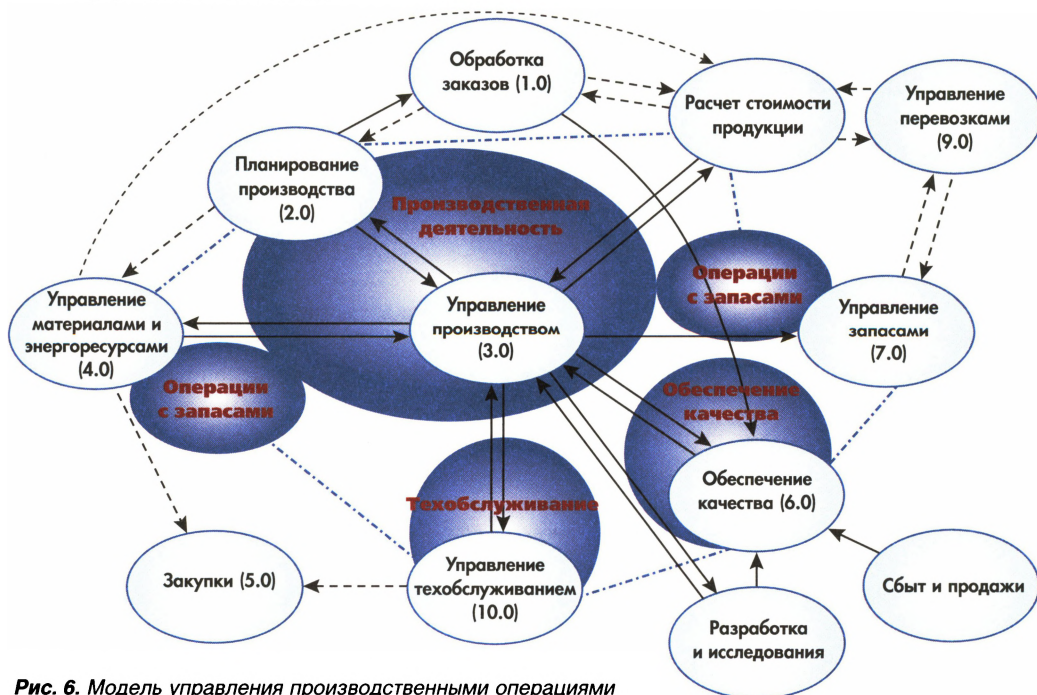 Обработка
заказов (1.0)
Расчет стоимости
продукции
Управление
перевозками
(9.0)
Планирование
производства
(2.0)
Производственная
деятельность
Операции
с запасами
Управление
материалами и
энергоресурсами
(4.0)
Управление
производством
(3.0)
Управление
запасами
(7.0)
Операции
с запасами
Обеспечение
качества
Обеспечение
качества (6.0)
Техобслуживание
Закупки (5.0)
Управление
техобслуживанием
(10.0)
Сбыт и продажи
Разработка
и исследования
Рис. 6. Модель управления производственными операциями